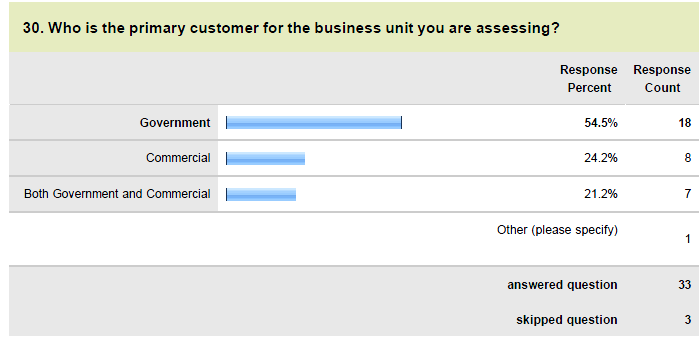 30. Who is the primary customer for the business unit you are assessing?
Response Percent Response Count
Government 54.5% 18
Commercial 24.2% 8
Both Government and Commercial 21.2% 7
Other (please specify) 1
answered question 33
skipped question 3